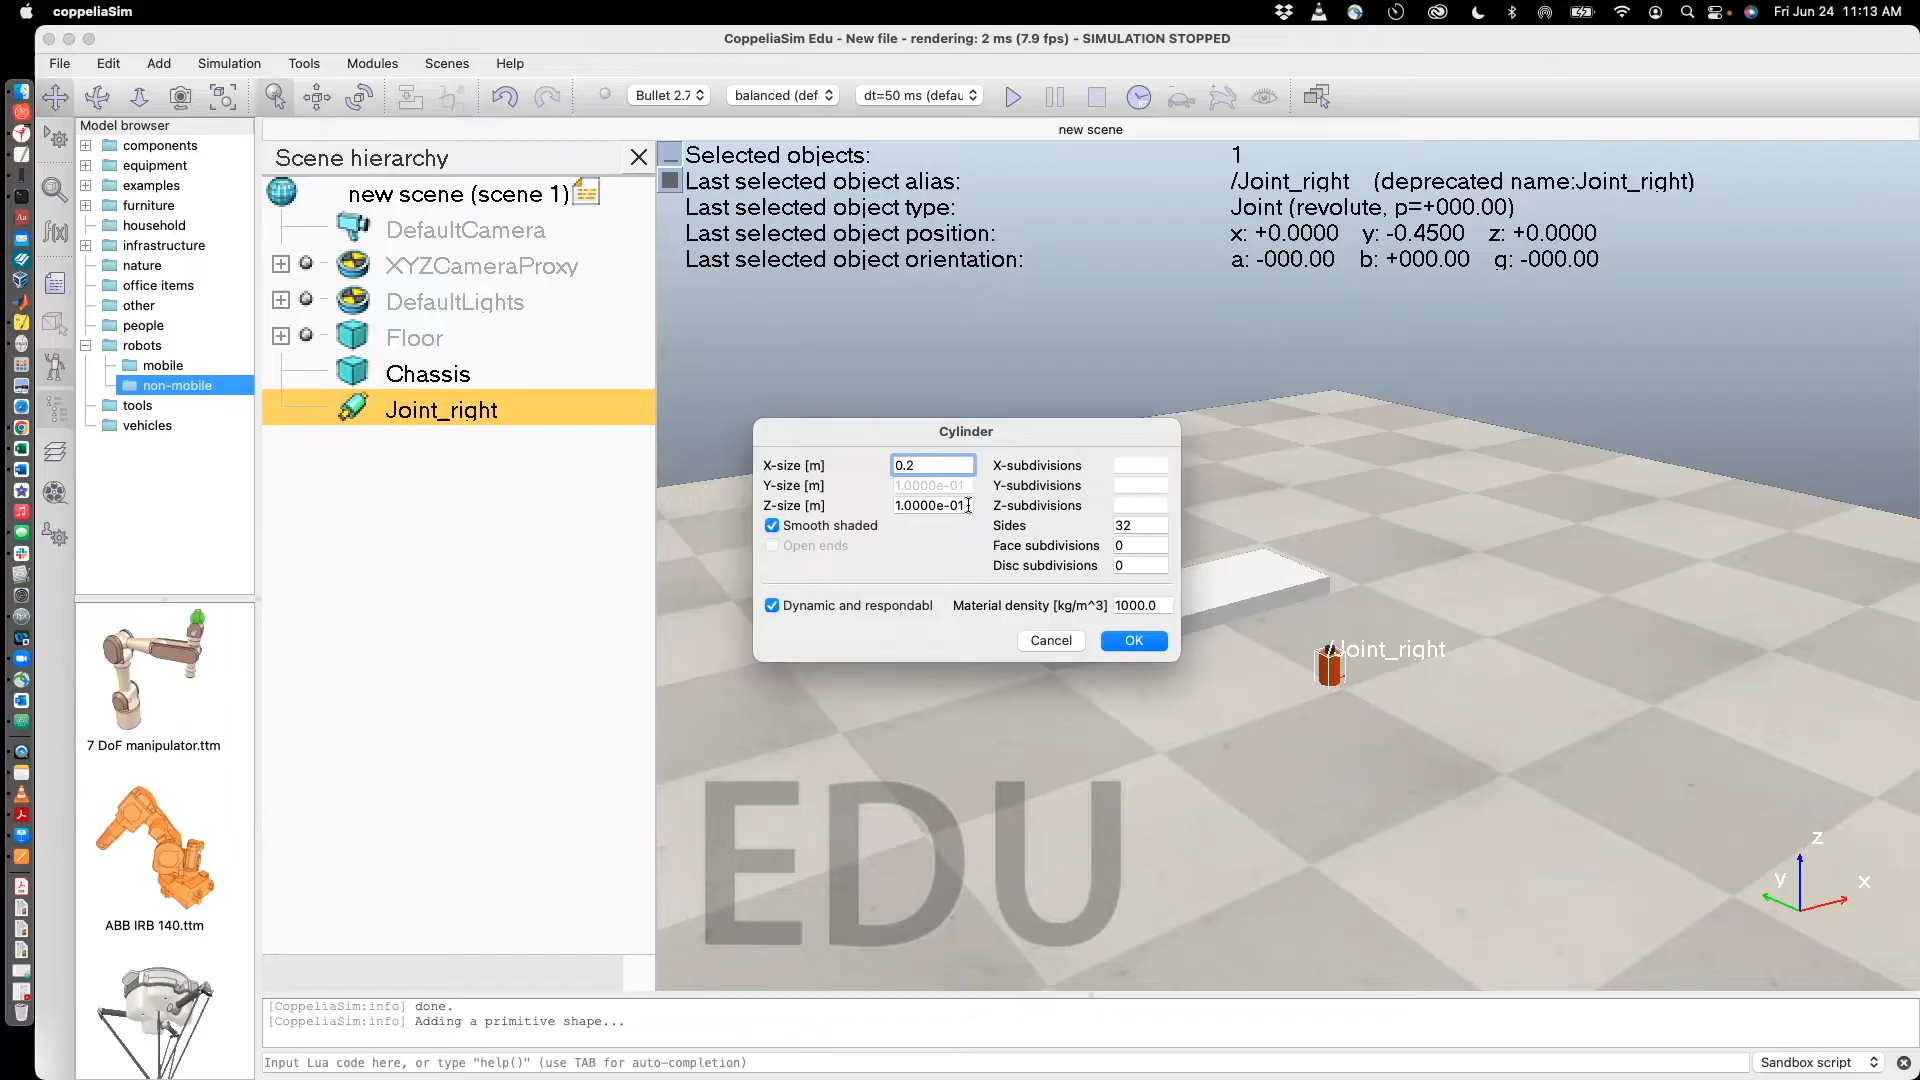 coppeliaSim
Fri Jun 24 11:13 AM
CoppeliaSim Edu - New file - rendering: 2 ms (7.9 fps) - SIMULATION STOPPED
File Edit Add Simulation Tools Modules Scenes Help
Bullet 2.7 balanced (def dt=50 ms (defau
new scene
Model browser
components
equipment
examples
furniture
household
infrastructure
nature
office items
other
people
robots
mobile
non-mobile
tools
vehicles
7 DoF manipulator.ttm
ABB IRB 140.ttm
Scene hierarchy
new scene (scene 1)
DefaultCamera
XYZCameraProxy
DefaultLights
Floor
Chassis
Joint_right
Selected objects: 1
Last selected object alias: /Joint_right (deprecated name:Joint_right)
Last selected object type: Joint (revolute, p=+000.00)
Last selected object position: x: +0.0000 y: -0.4500 z: +0.0000
Last selected object orientation: a: -000.00 b: +000.00 g: -000.00
Cylinder
X-size [m] 0.2 X-subdivisions
Y-size [m] 1.0000e-01 Y-subdivisions
Z-size [m] 1.0000e-01 Z-subdivisions
Smooth shaded Sides 32
Open ends Face subdivisions 0
Disc subdivisions 0
Dynamic and respondabl Material density [kg/m^3] 1000.0
Cancel OK
/Joint_right
EDU
z
y x
[CoppeliaSim:info] done.
[CoppeliaSim:info] Adding a primitive shape...
Input Lua code here, or type "help()" (use TAB for auto-completion) Sandbox script